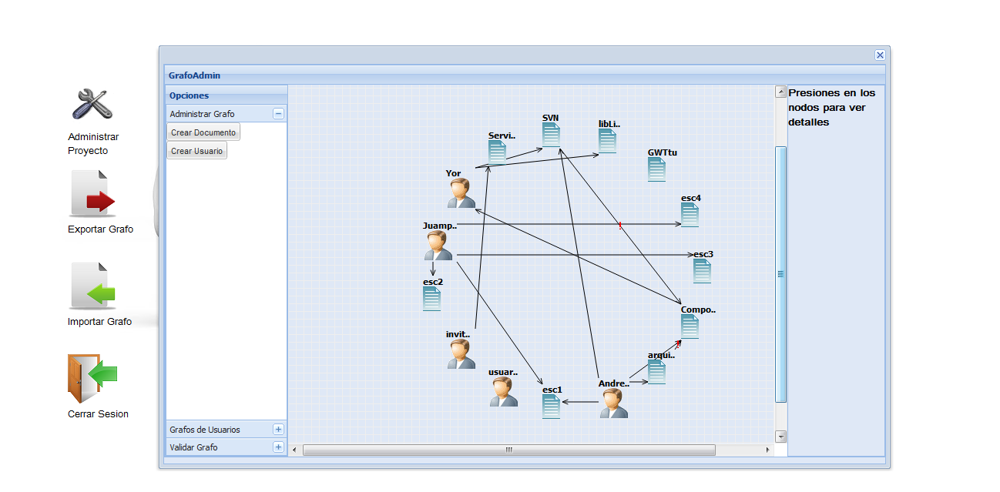 Administrar
Proyecto
Exportar Grafo
Importar Grafo
Cerrar Sesion
GrafoAdmin
Opciones
Administrar Grafo
Crear Documento
Crear Usuario
Grafos de Usuarios
Validar Grafo
SVN
libLi..
Servi..
GWTtu
Yor
esc4
Juamp..
!
esc3
esc2
Compo..
invit..
!
arqui..
usuar..
Andre..
esc1
Presiones en los
nodos para ver
detalles